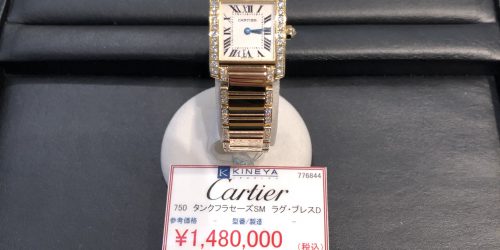 CARTIER
K KINEYA
776844
Cartier
750 タンクフラセーズSM ラグ・ブレスD
参考価格 - 型番/製造 -
¥1,480,000 (税込)